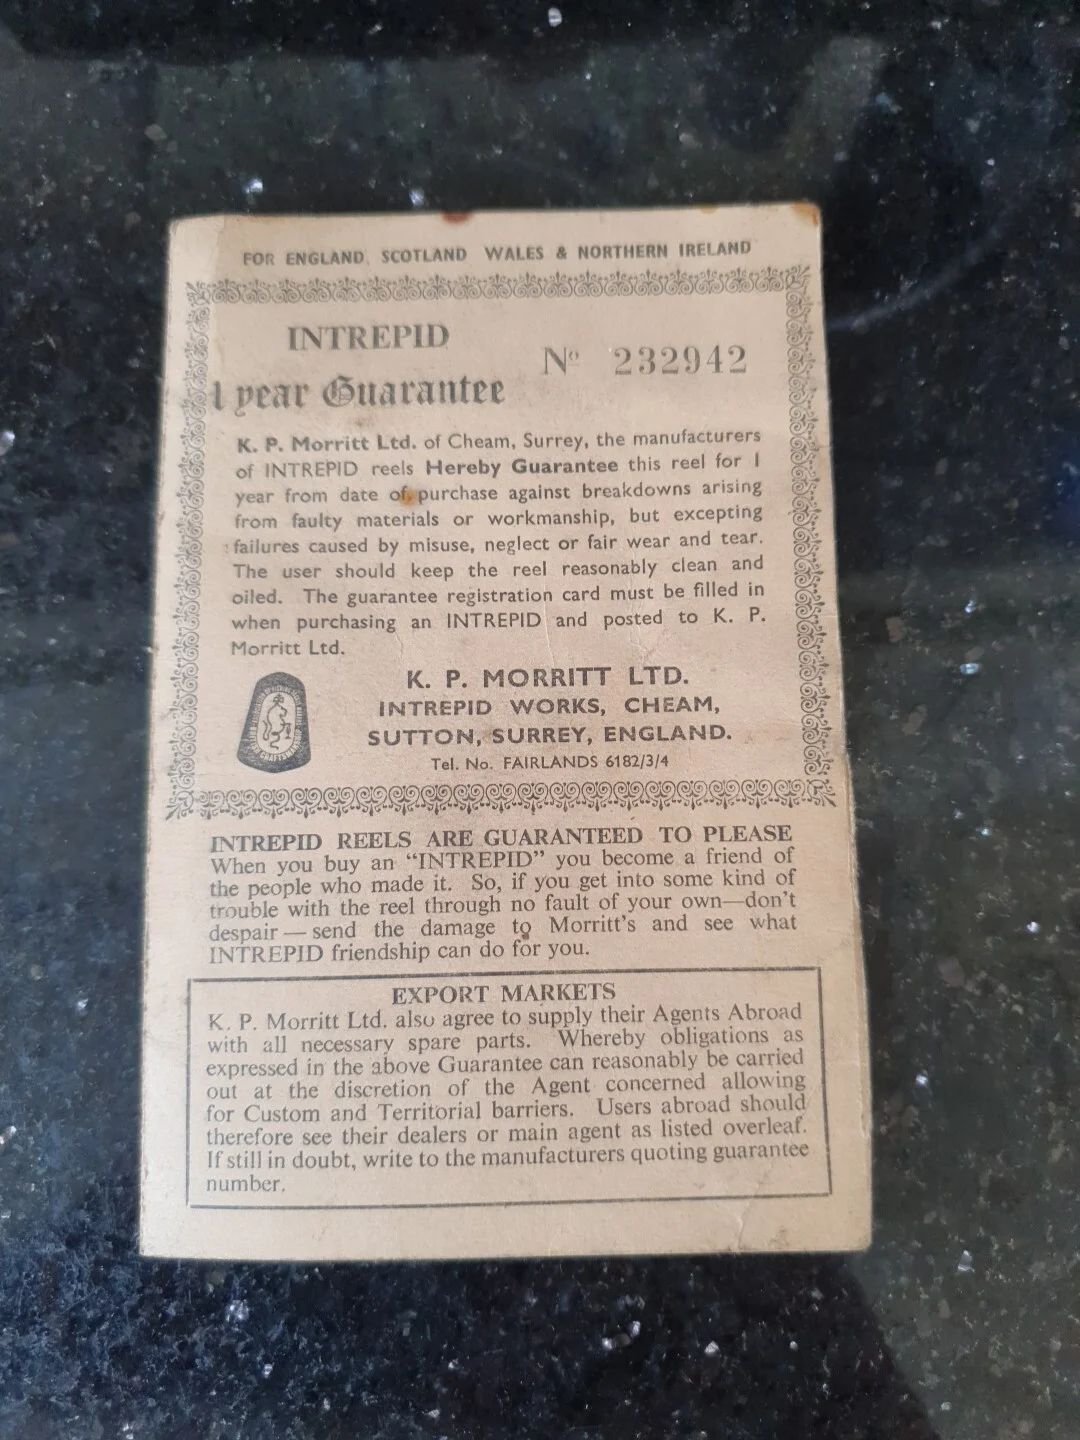 FOR ENGLAND, SCOTLAND WALES & NORTHERN IRELAND
INTREPID
Nº 232942
1 year Guarantee
K. P. Morritt Ltd. of Cheam, Surrey, the manufacturers
of INTREPID reels Hereby Guarantee this reel for 1
year from date of purchase against breakdowns arising
from faulty materials or workmanship, but excepting
failures caused by misuse, neglect or fair wear and tear.
The user should keep the reel reasonably clean and
oiled. The guarantee registration card must be filled in
when purchasing an INTREPID and posted to K. P.
Morritt Ltd.
K. P. MORRITT LTD.
INTREPID WORKS, CHEAM,
SUTTON, SURREY, ENGLAND.
Tel. No. FAIRLANDS 6182/3/4
INTREPID REELS ARE GUARANTEED TO PLEASE
When you buy an “INTREPID” you become a friend of
the people who made it. So, if you get into some kind of
trouble with the reel through no fault of your own—don't
despair — send the damage to Morritt's and see what
INTREPID friendship can do for you.
EXPORT MARKETS
K. P. Morritt Ltd. also agree to supply their Agents Abroad
with all necessary spare parts. Whereby obligations as
expressed in the above Guarantee can reasonably be carried
out at the discretion of the Agent concerned allowing
for Custom and Territorial barriers. Users abroad should
therefore see their dealers or main agent as listed overleaf.
If still in doubt, write to the manufacturers quoting guarantee
number.